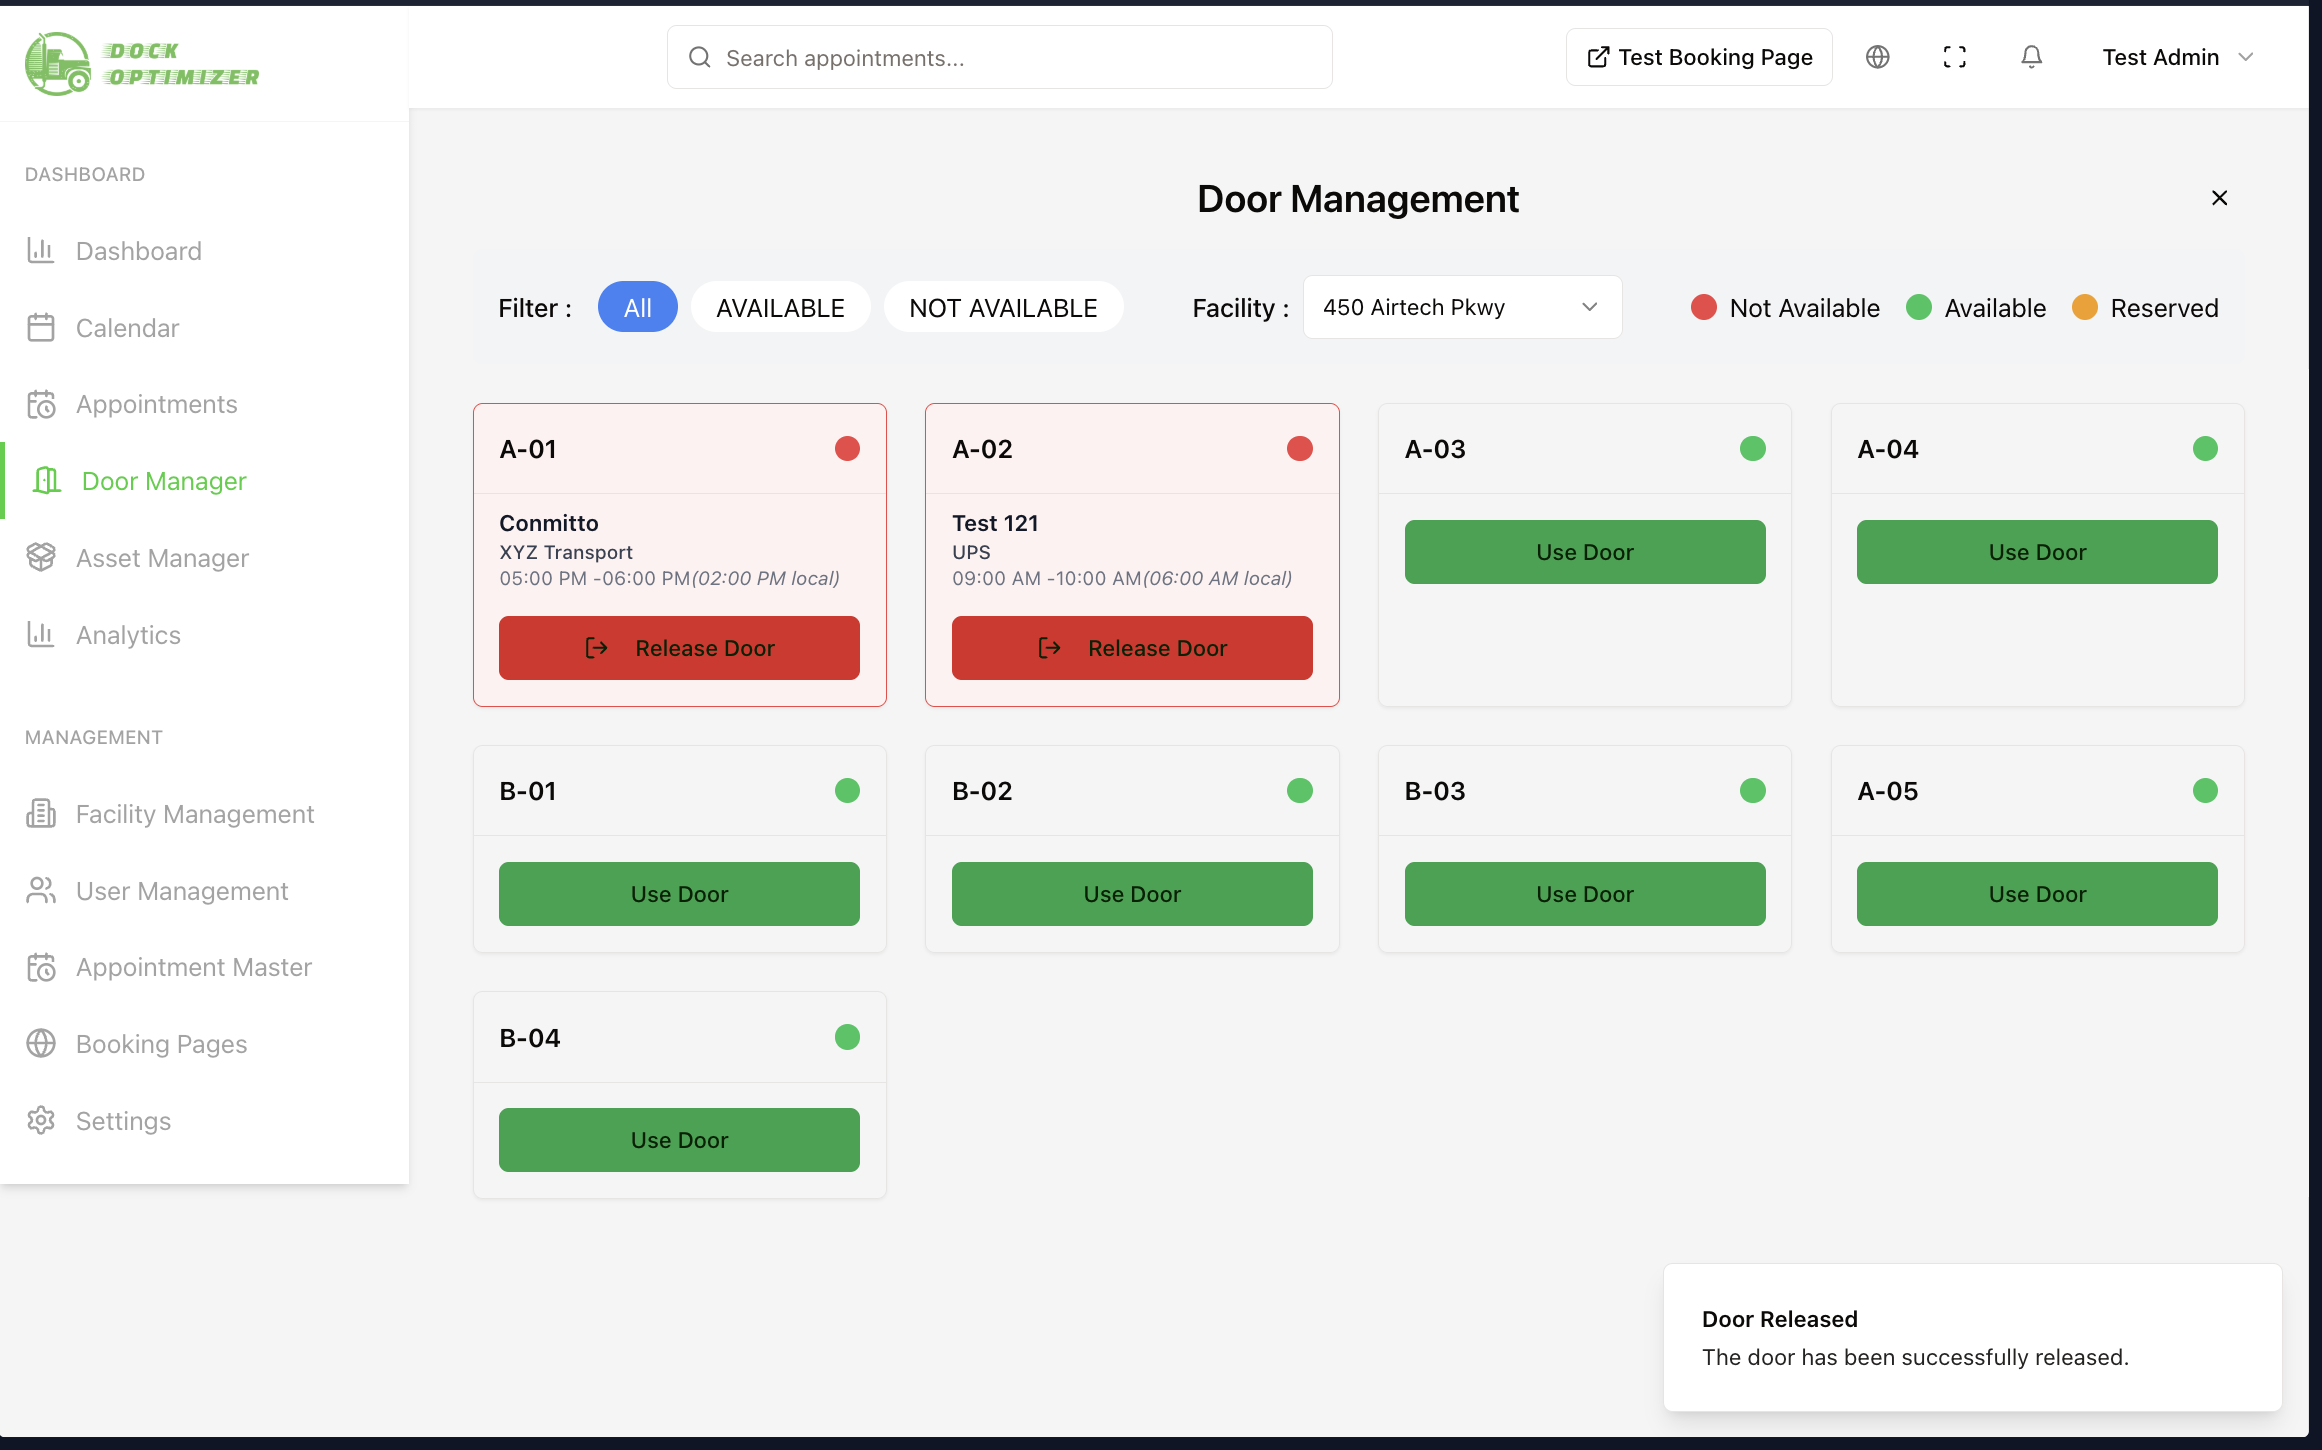 DOCK
OPTIMIZER
Search appointments...
Test Booking Page
Test Admin
DASHBOARD
Dashboard
Calendar
Appointments
Door Manager
Asset Manager
Analytics
MANAGEMENT
Facility Management
User Management
Appointment Master
Booking Pages
Settings
Door Management
Filter :
All
AVAILABLE
NOT AVAILABLE
Facility :
450 Airtech Pkwy
Not Available
Available
Reserved
A-01
Conmitto
XYZ Transport
05:00 PM -06:00 PM(02:00 PM local)
Release Door
A-02
Test 121
UPS
09:00 AM -10:00 AM(06:00 AM local)
Release Door
A-03
Use Door
A-04
Use Door
B-01
Use Door
B-02
Use Door
B-03
Use Door
A-05
Use Door
B-04
Use Door
Door Released
The door has been successfully released.